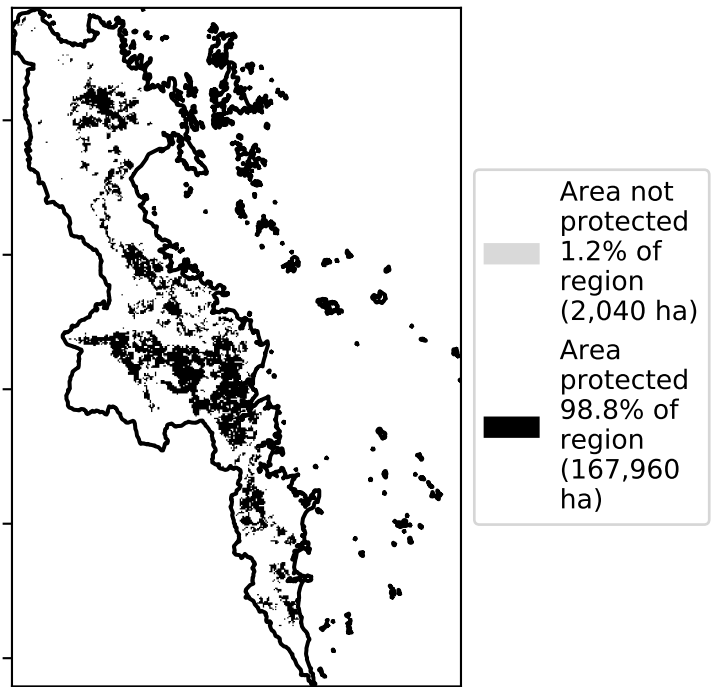 Area not
protected
1.2% of
region
(2,040 ha)
Area
protected
98.8% of
region
(167,960
ha)